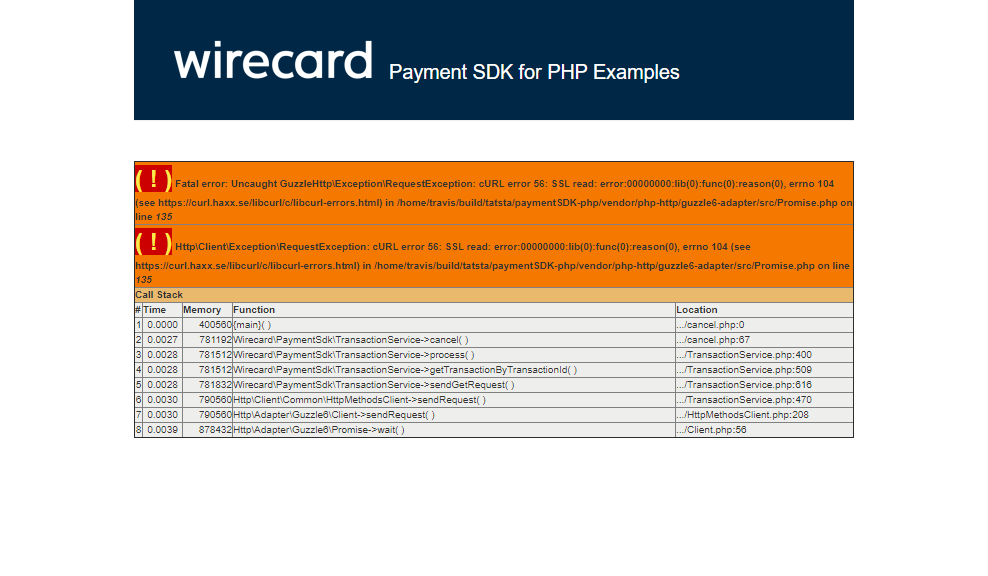 wirecard Payment SDK for PHP Examples
( ! ) Fatal error: Uncaught GuzzleHttp\Exception\RequestException: cURL error 56: SSL read: error:00000000:lib(0):func(0):reason(0), errno 104
(see https://curl.haxx.se/libcurl/c/libcurl-errors.html) in /home/travis/build/tatsta/paymentSDK-php/vendor/php-http/guzzle6-adapter/src/Promise.php on
line 135
( ! ) Http\Client\Exception\RequestException: cURL error 56: SSL read: error:00000000:lib(0):func(0):reason(0), errno 104 (see
https://curl.haxx.se/libcurl/c/libcurl-errors.html) in /home/travis/build/tatsta/paymentSDK-php/vendor/php-http/guzzle6-adapter/src/Promise.php on line
135
Call Stack
# Time Memory Function Location
1 0.0000 400560 {main}( ) .../cancel.php:0
2 0.0027 781192 Wirecard\PaymentSdk\TransactionService->cancel( ) .../cancel.php:67
3 0.0028 781512 Wirecard\PaymentSdk\TransactionService->process( ) .../TransactionService.php:400
4 0.0028 781512 Wirecard\PaymentSdk\TransactionService->getTransactionByTransactionId( ) .../TransactionService.php:509
5 0.0028 781832 Wirecard\PaymentSdk\TransactionService->sendGetRequest( ) .../TransactionService.php:616
6 0.0030 790560 Http\Client\Common\HttpMethodsClient->sendRequest( ) .../TransactionService.php:470
7 0.0030 790560 Http\Adapter\Guzzle6\Client->sendRequest( ) .../HttpMethodsClient.php:208
8 0.0039 878432 Http\Adapter\Guzzle6\Promise->wait( ) .../Client.php:56